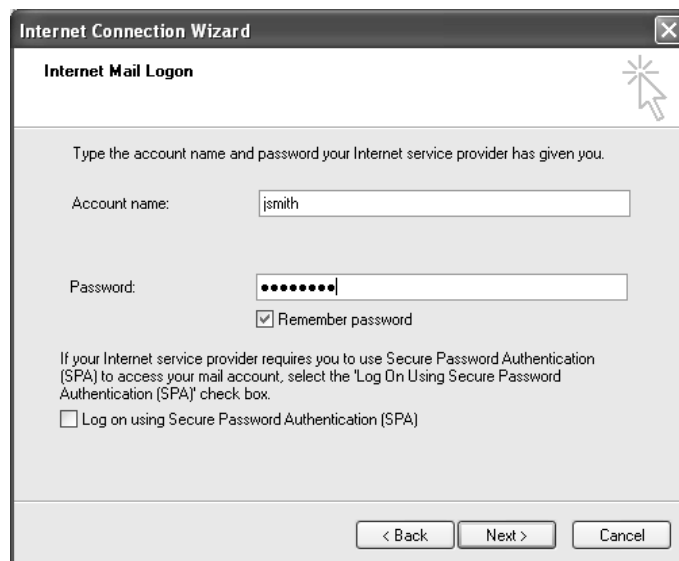 Internet Connection Wizard
Internet Mail Logon
Type the account name and password your Internet service provider has given you.
Account name: jsmith
Password: ●●●●●●●●
Remember password
If your Internet service provider requires you to use Secure Password Authentication
(SPA) to access your mail account, select the 'Log On Using Secure Password
Authentication (SPA)' check box.
Log on using Secure Password Authentication (SPA)
< Back Next > Cancel